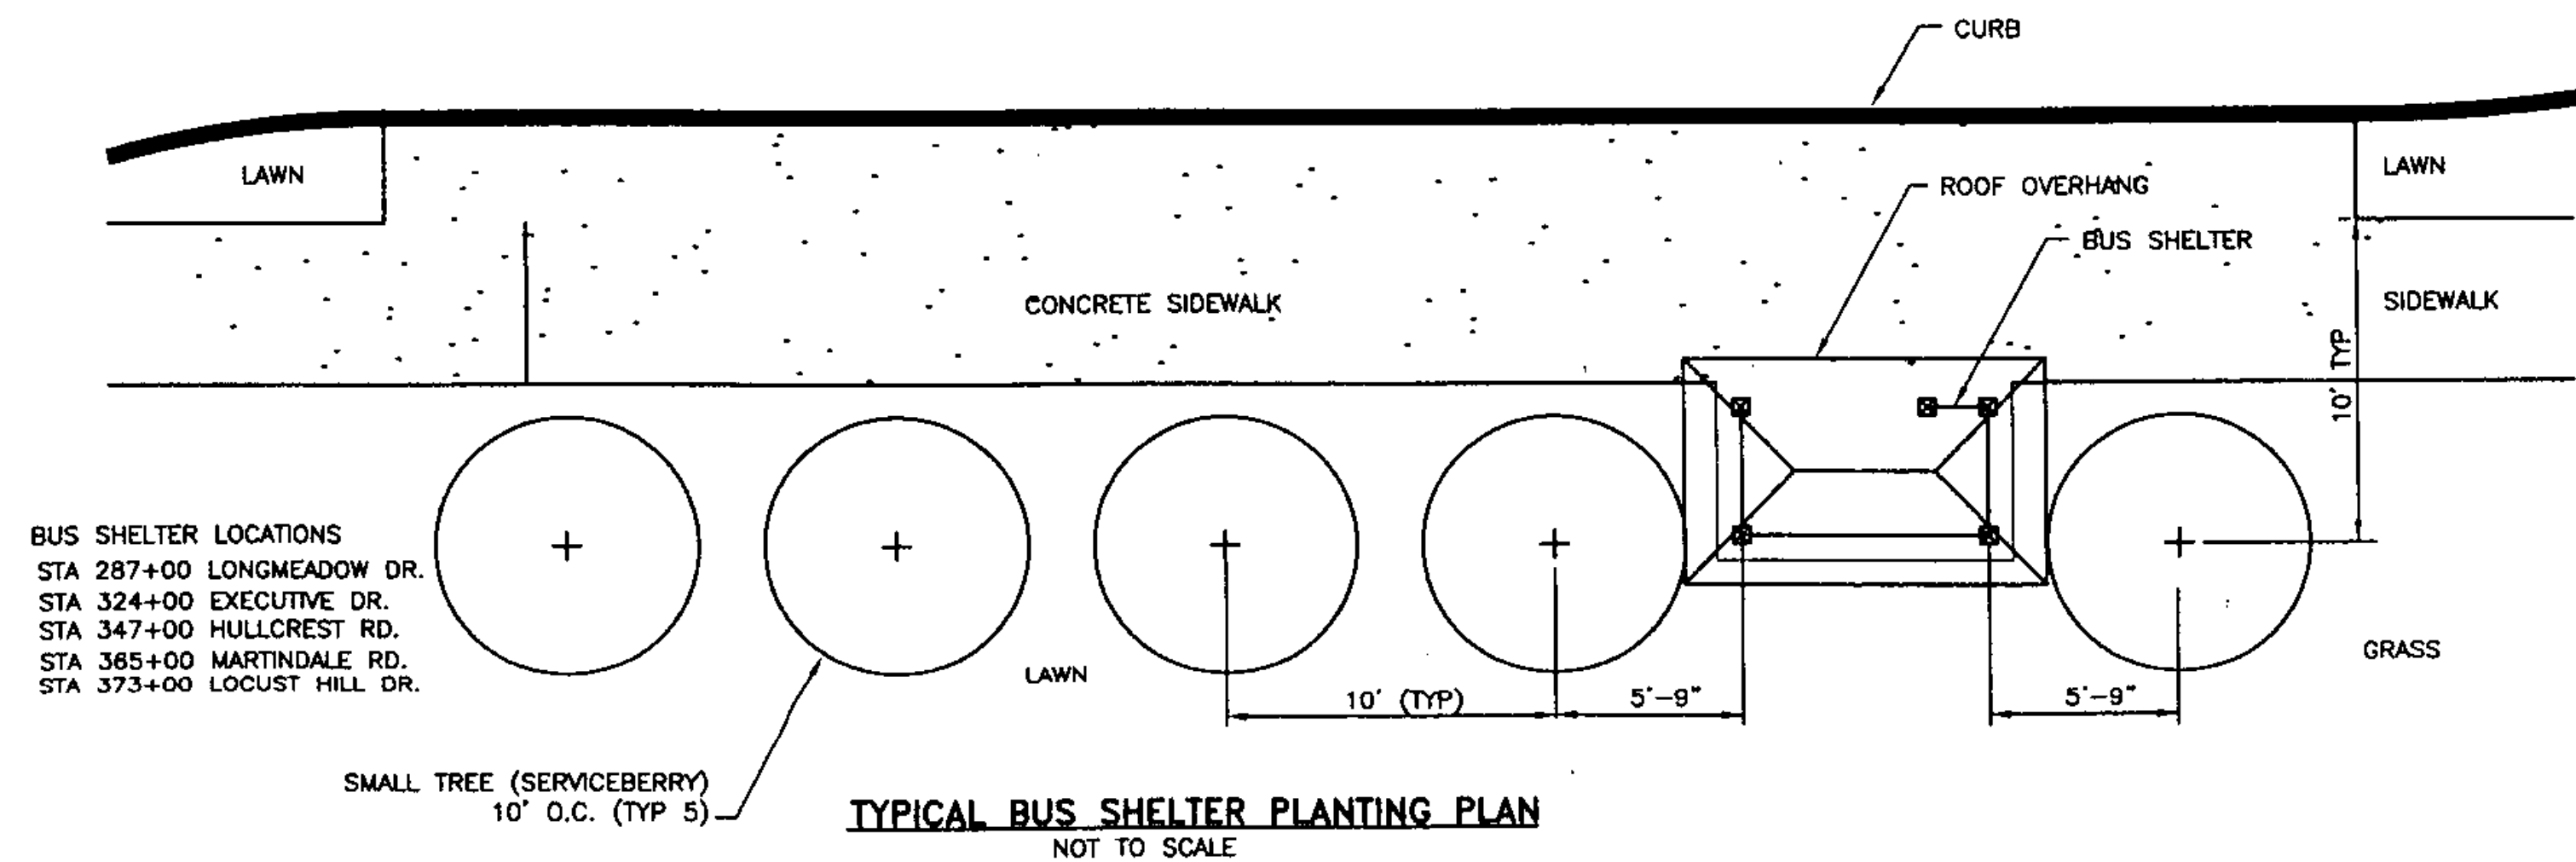 CURB
LAWN
LAWN
ROOF OVERHANG
BUS SHELTER
CONCRETE SIDEWALK
SIDEWALK
10' TYP
BUS SHELTER LOCATIONS
STA 287+00 LONGMEADOW DR.
STA 324+00 EXECUTIVE DR.
STA 347+00 HULLCREST RD.
STA 365+00 MARTINDALE RD.
STA 373+00 LOCUST HILL DR.
GRASS
LAWN
10' (TYP)
5'-9"
5'-9"
SMALL TREE (SERVICEBERRY)
10' O.C. (TYP 5)
TYPICAL BUS SHELTER PLANTING PLAN
NOT TO SCALE